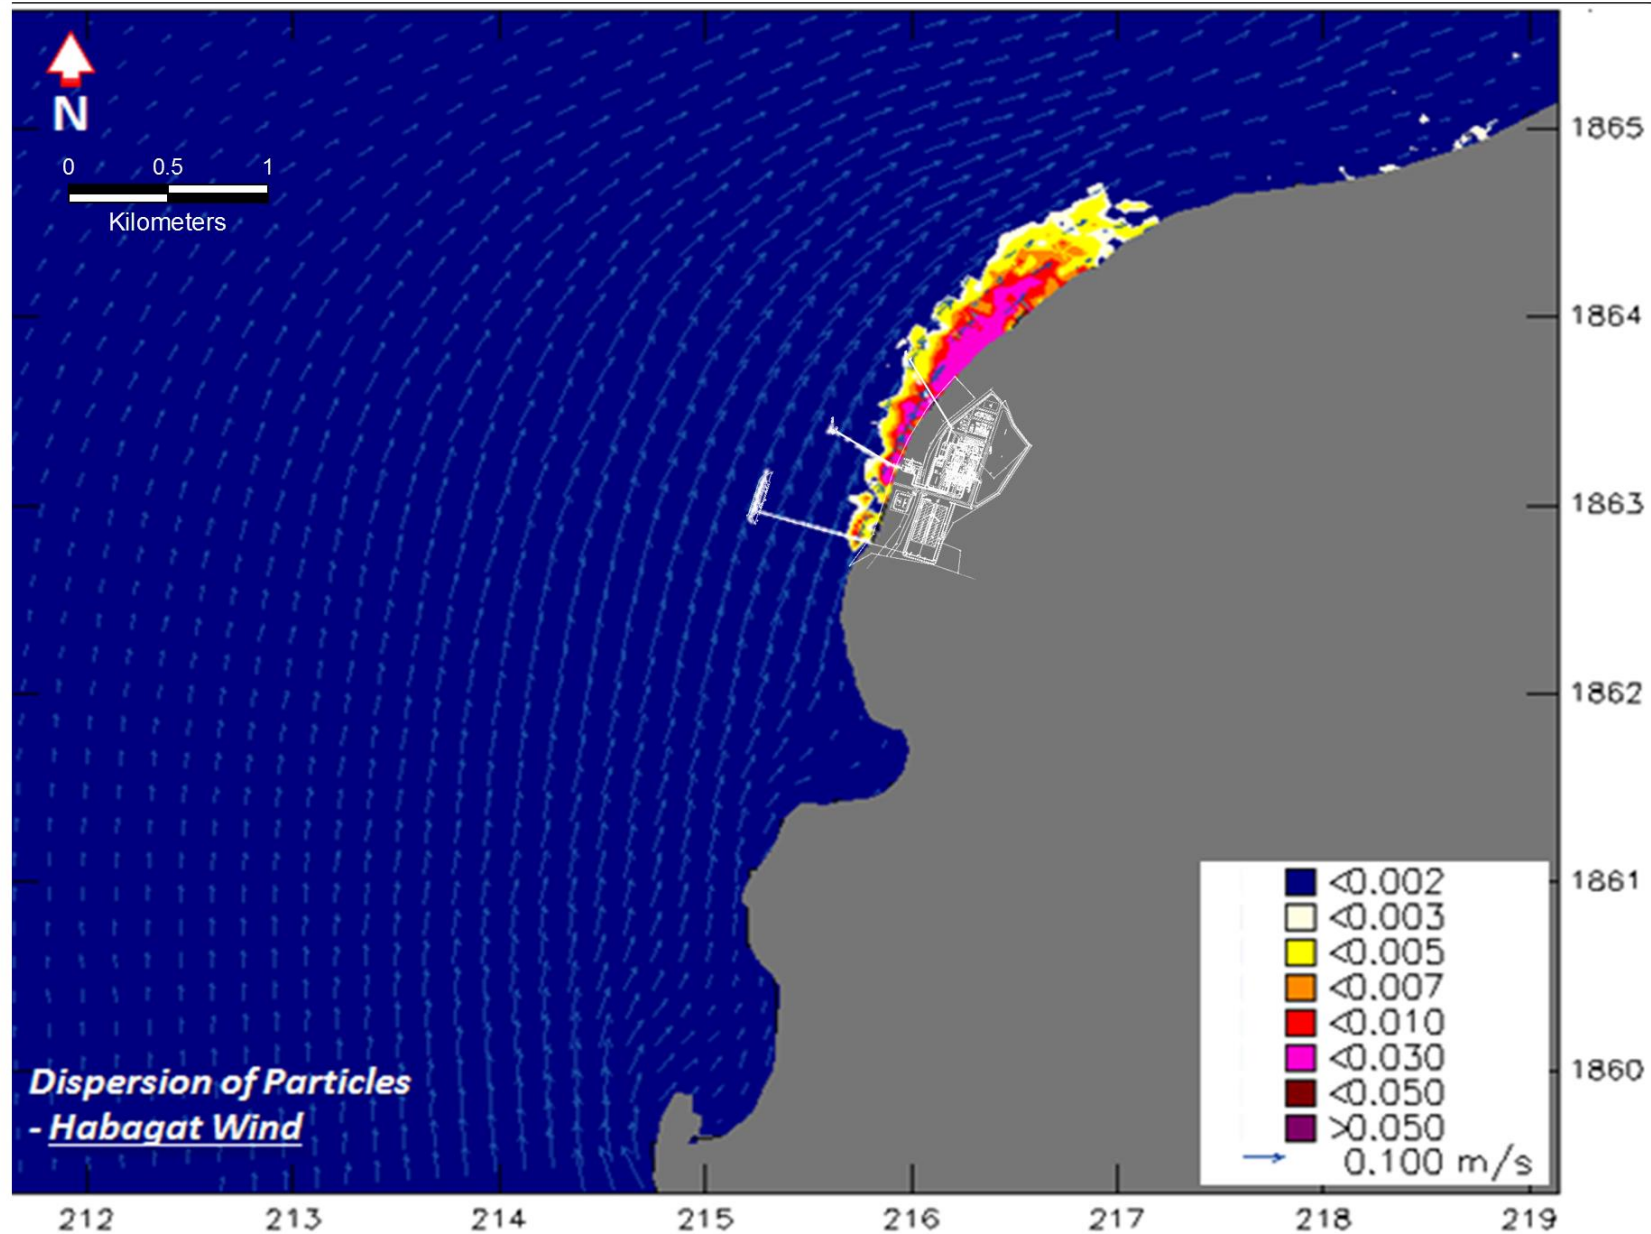 N
0 0.5 1
Kilometers
1865
1864
1863
1862
1861
1860
<0.002
<0.003
<0.005
<0.007
<0.010
<0.030
<0.050
>0.050
0.100 m/s
Dispersion of Particles
- Habagat Wind
212 213 214 215 216 217 218 219